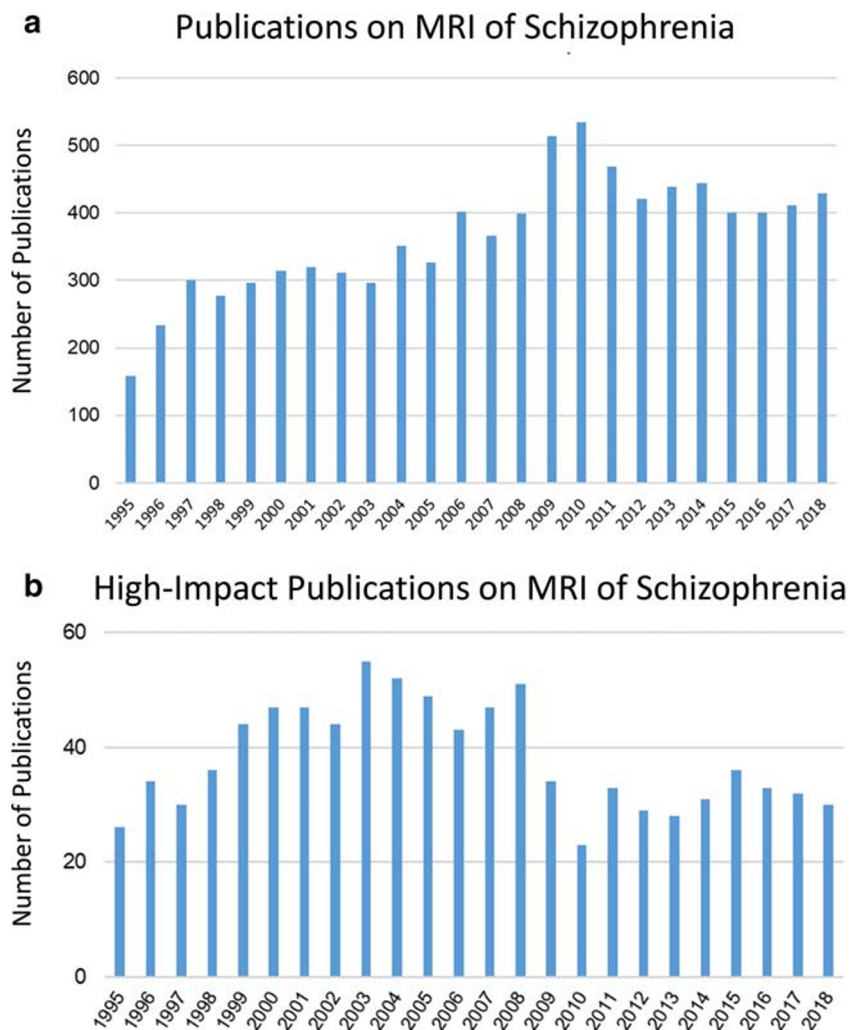 a
Publications on MRI of Schizophrenia
Number of Publications
600
500
400
300
200
100
0
1995 1996 1997 1998 1999 2000 2001 2002 2003 2004 2005 2006 2007 2008 2009 2010 2011 2012 2013 2014 2015 2016 2017 2018
b
High-Impact Publications on MRI of Schizophrenia
Number of Publications
60
40
20
0
1995 1996 1997 1998 1999 2000 2001 2002 2003 2004 2005 2006 2007 2008 2009 2010 2011 2012 2013 2014 2015 2016 2017 2018